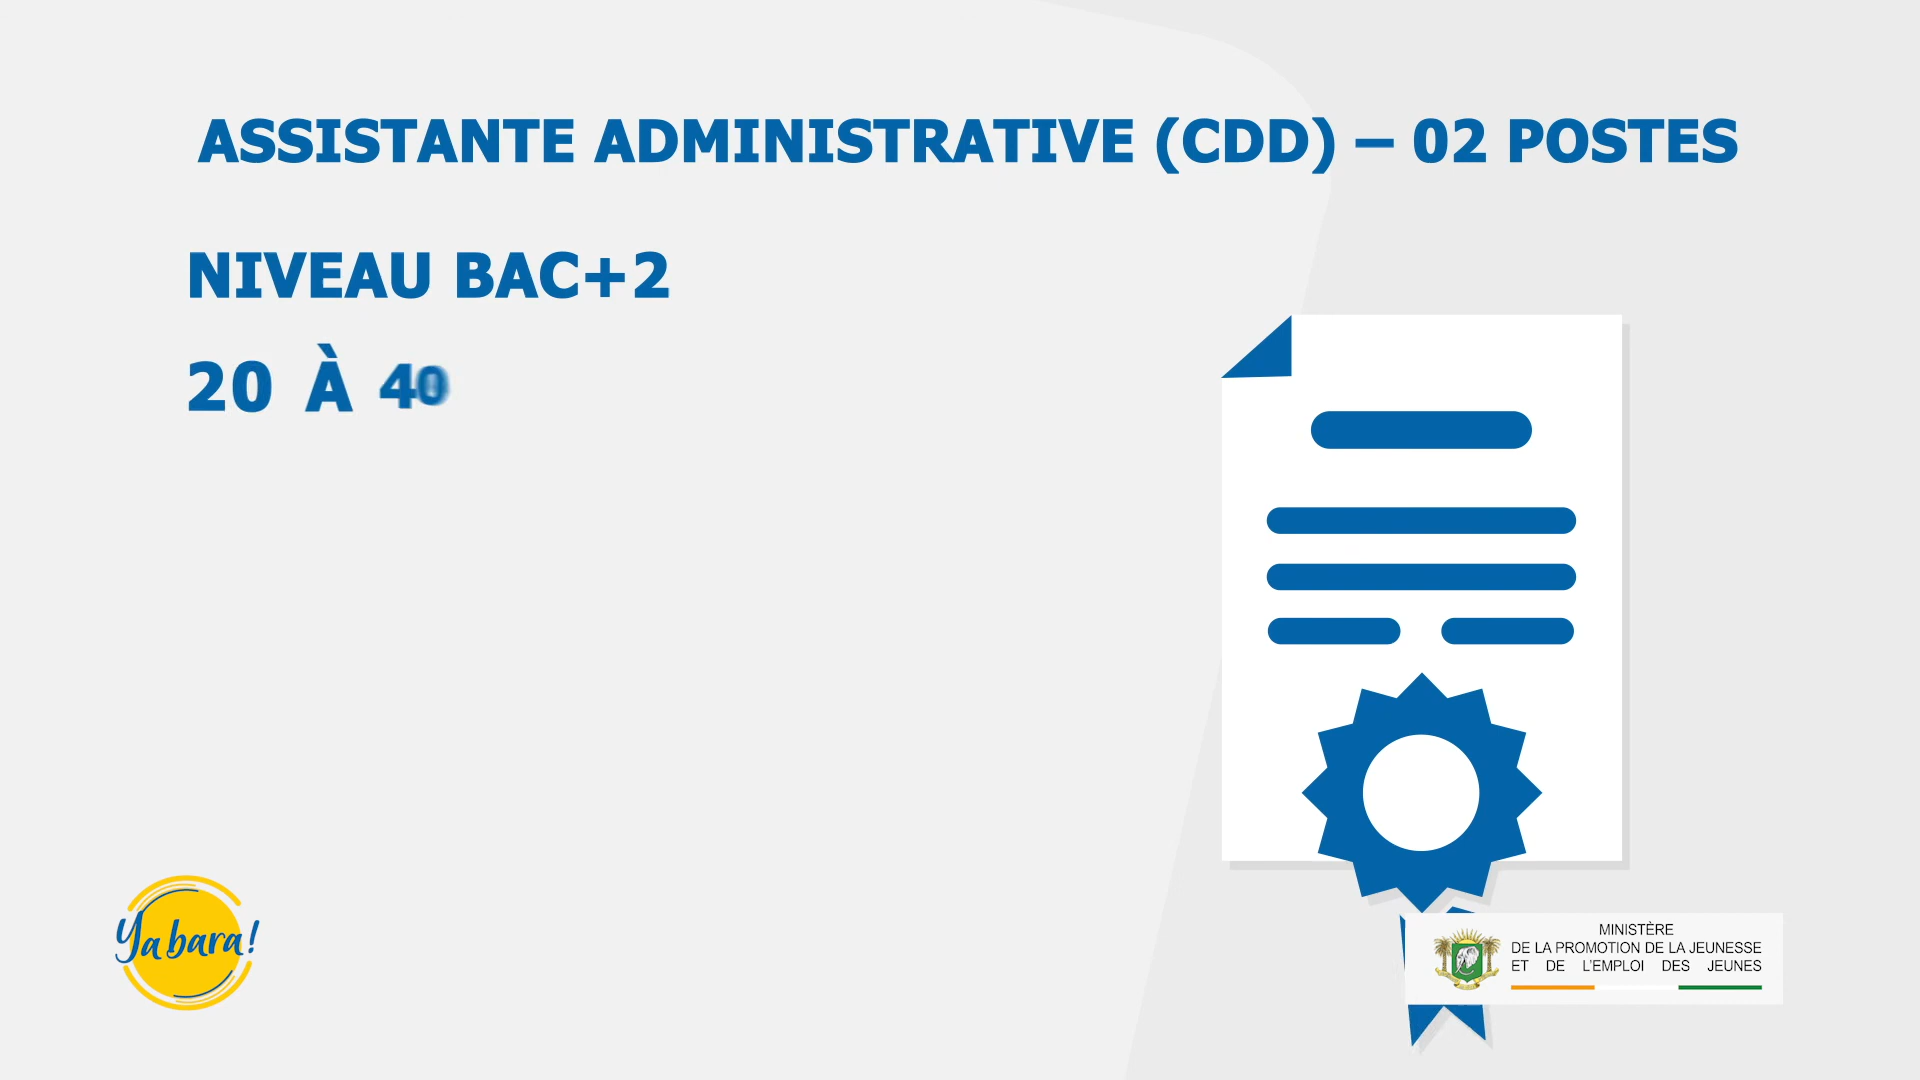 ASSISTANTE ADMINISTRATIVE (CDD) – 02 POSTES
NIVEAU BAC+2
20 À 40
Ya bara!
MINISTÈRE
DE LA PROMOTION DE LA JEUNESSE
ET DE L'EMPLOI DES JEUNES